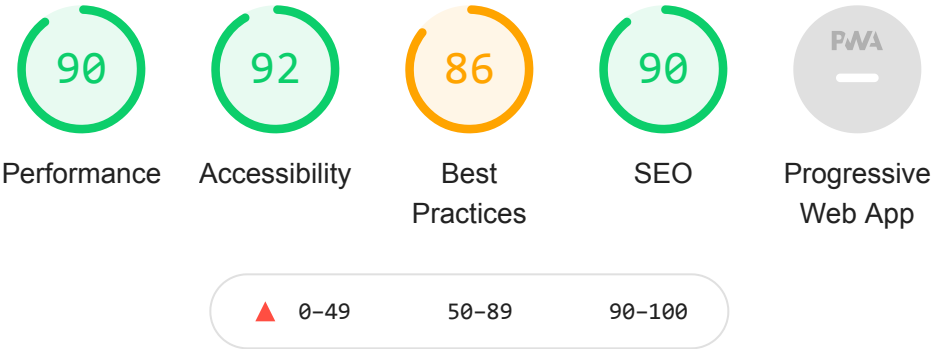 90
92
86
90
PWA
Performance
Accessibility
Best
Practices
SEO
Progressive
Web App
0–49
50–89
90–100